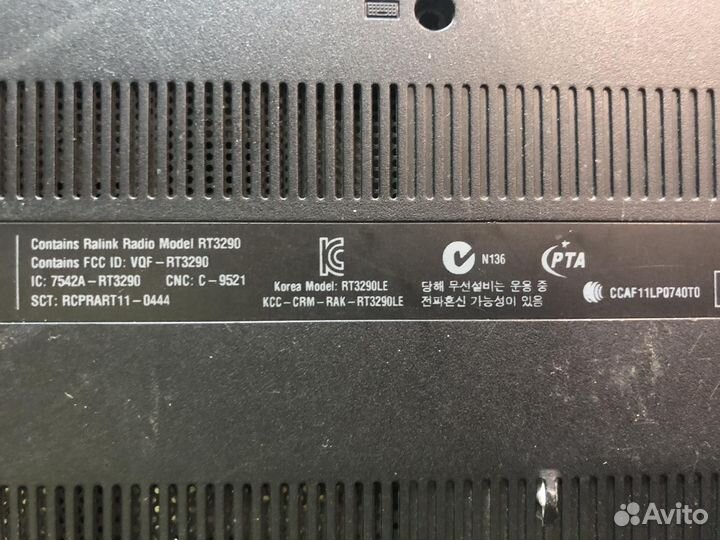 Contains Ralink Radio Model RT3290
Contains FCC ID: VQF-RT3290
IC: 7542A-RT3290 CNC: C-9521
SCT: RCPRART11-0444
Korea Model: RT3290LE
KCC-CRM-RAK-RT3290LE
N136
당해 무선설비는 운용 중
전파혼신 가능성이 있음
PTA
CCAF11LP0740T0
Avito